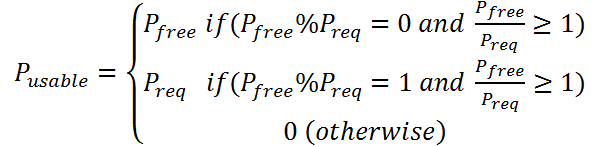 P_usable = { P_free if(P_free%P_req = 0 and P_free/P_req ≥ 1)
P_req if(P_free%P_req = 1 and P_free/P_req ≥ 1)
0 (otherwise)